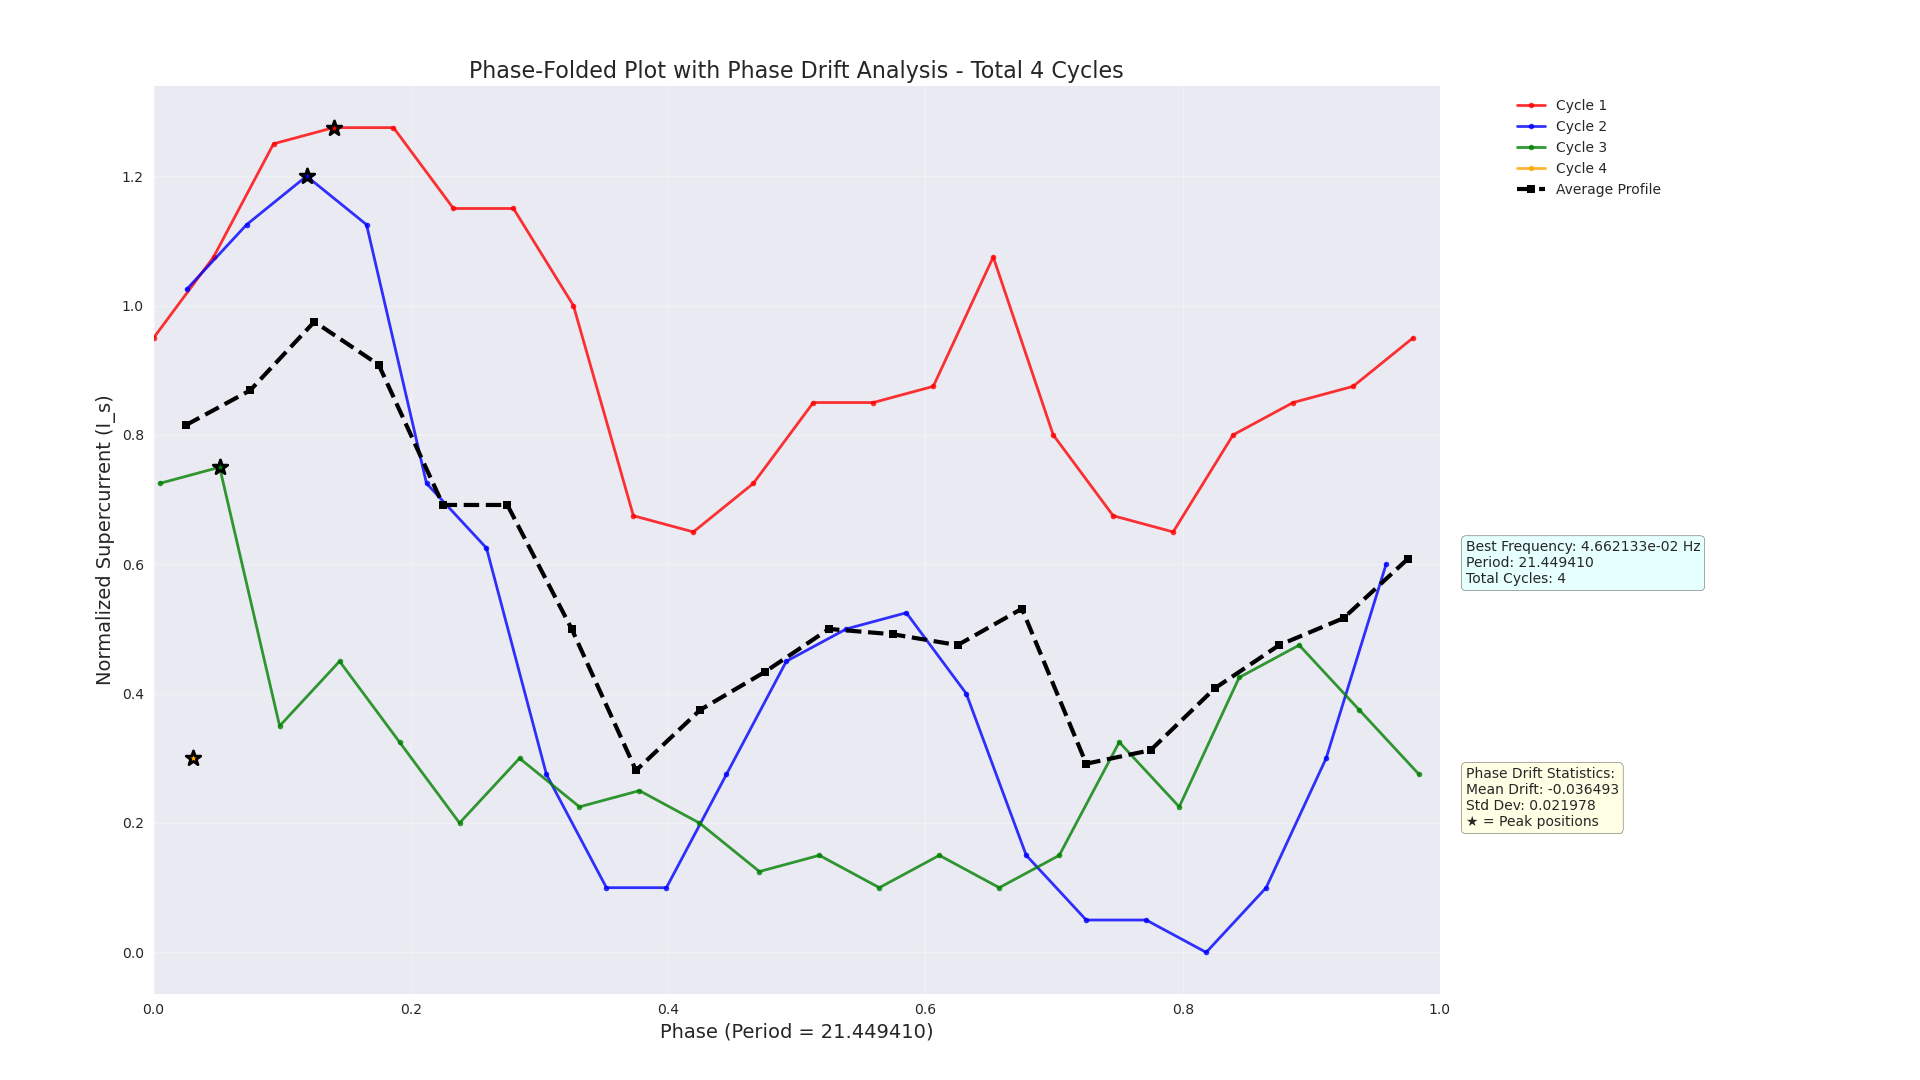 Phase-Folded Plot with Phase Drift Analysis - Total 4 Cycles
Cycle 1
Cycle 2
Cycle 3
Cycle 4
Average Profile
Normalized Supercurrent (I_s)
1.2
1.0
0.8
0.6
0.4
0.2
0.0
Best Frequency: 4.662133e-02 Hz
Period: 21.449410
Total Cycles: 4
Phase Drift Statistics:
Mean Drift: -0.036493
Std Dev: 0.021978
★ = Peak positions
0.0 0.2 0.4 0.6 0.8 1.0
Phase (Period = 21.449410)